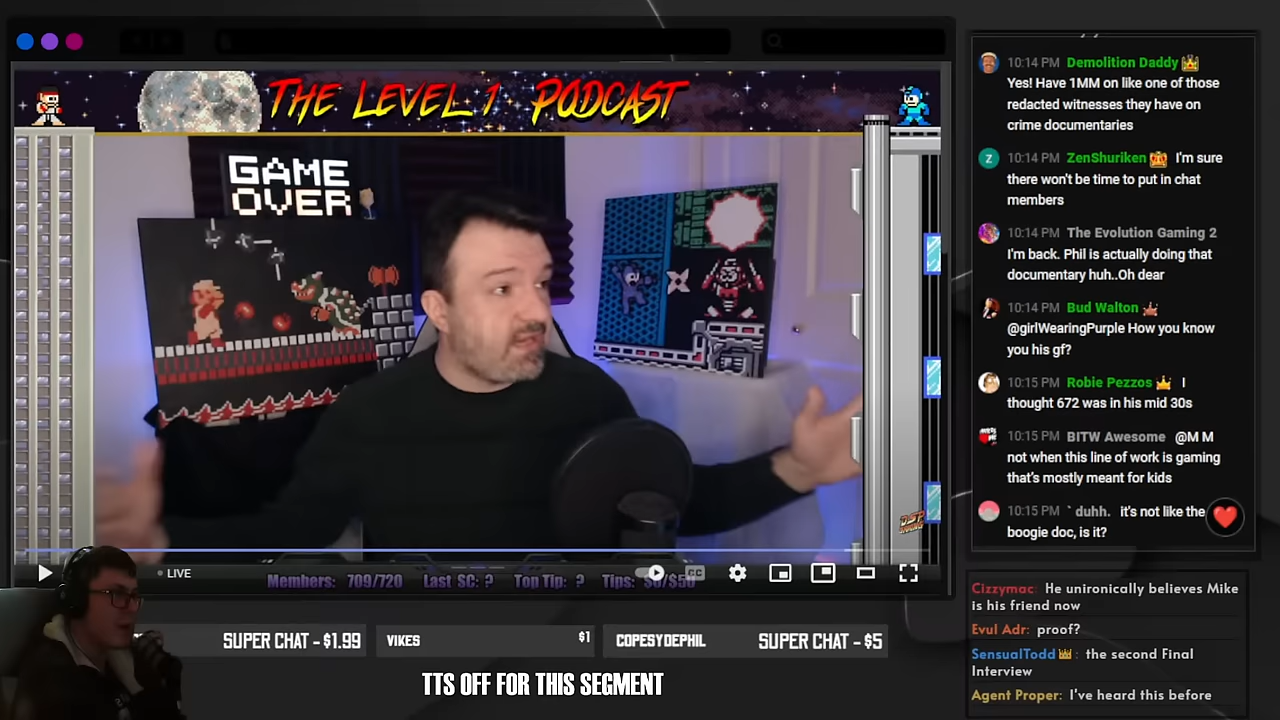 THE LEVEL 1 PODCAST
GAME
OVER
LIVE
CC
Members: 709/720 Last SC: ? Top Tip: ? Tips:
DSP
SUPER CHAT - $1.99
VIKES $1
COPESYDEPHIL SUPER CHAT - $5
TTS OFF FOR THIS SEGMENT
10:14 PM Demolition Daddy
Yes! Have 1MM on like one of those
redacted witnesses they have on
crime documentaries
Z 10:14 PM ZenShuriken I'm sure
there won't be time to put in chat
members
10:14 PM The Evolution Gaming 2
I'm back. Phil is actually doing that
documentary huh..Oh dear
10:14 PM Bud Walton
@girlWearingPurple How you know
you his gf?
10:15 PM Robie Pezzos I
thought 672 was in his mid 30s
10:15 PM BITW Awesome @M M
not when this line of work is gaming
that's mostly meant for kids
10:15 PM ` duhh. it's not like the
boogie doc, is it?
Cizzymac: He unironically believes Mike
is his friend now
Evul Adr: proof?
SensualTodd : the second Final
Interview
Agent Proper: I've heard this before